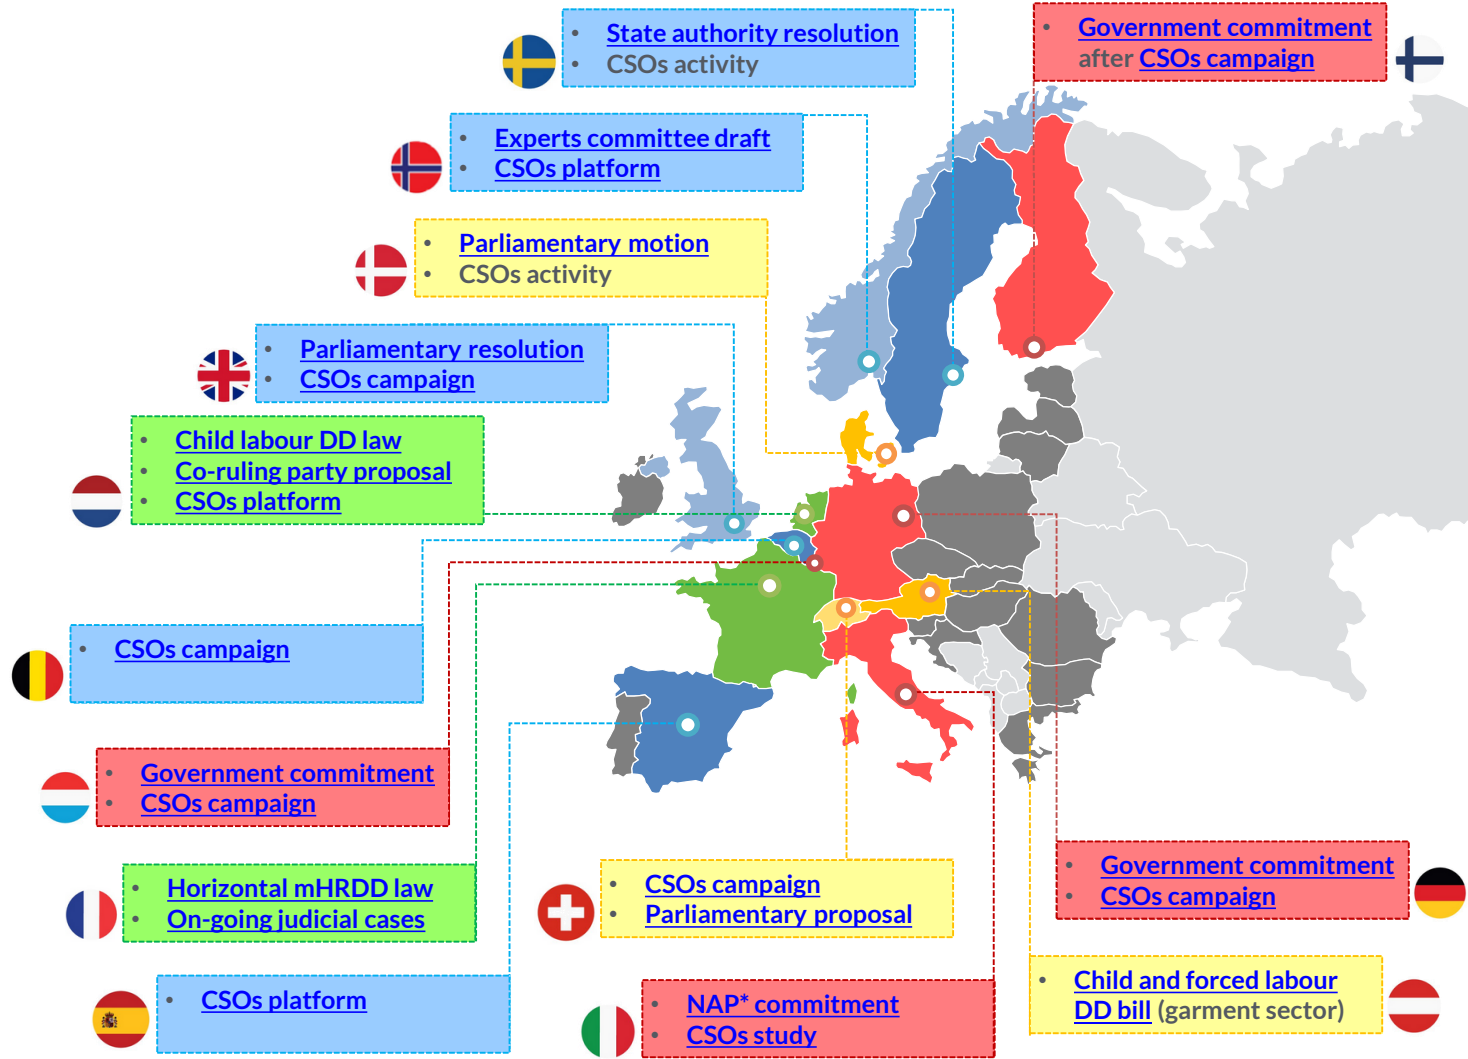 • State authority resolution
• CSOs activity
• Government commitment
after CSOs campaign
• Experts committee draft
• CSOs platform
• Parliamentary motion
• CSOs activity
• Parliamentary resolution
• CSOs campaign
• Child labour DD law
• Co-ruling party proposal
• CSOs platform
• CSOs campaign
• Government commitment
• CSOs campaign
• Horizontal mHRDD law
• On-going judicial cases
• CSOs campaign
• Parliamentary proposal
• Government commitment
• CSOs campaign
• CSOs platform
• NAP* commitment
• CSOs study
• Child and forced labour
DD bill (garment sector)